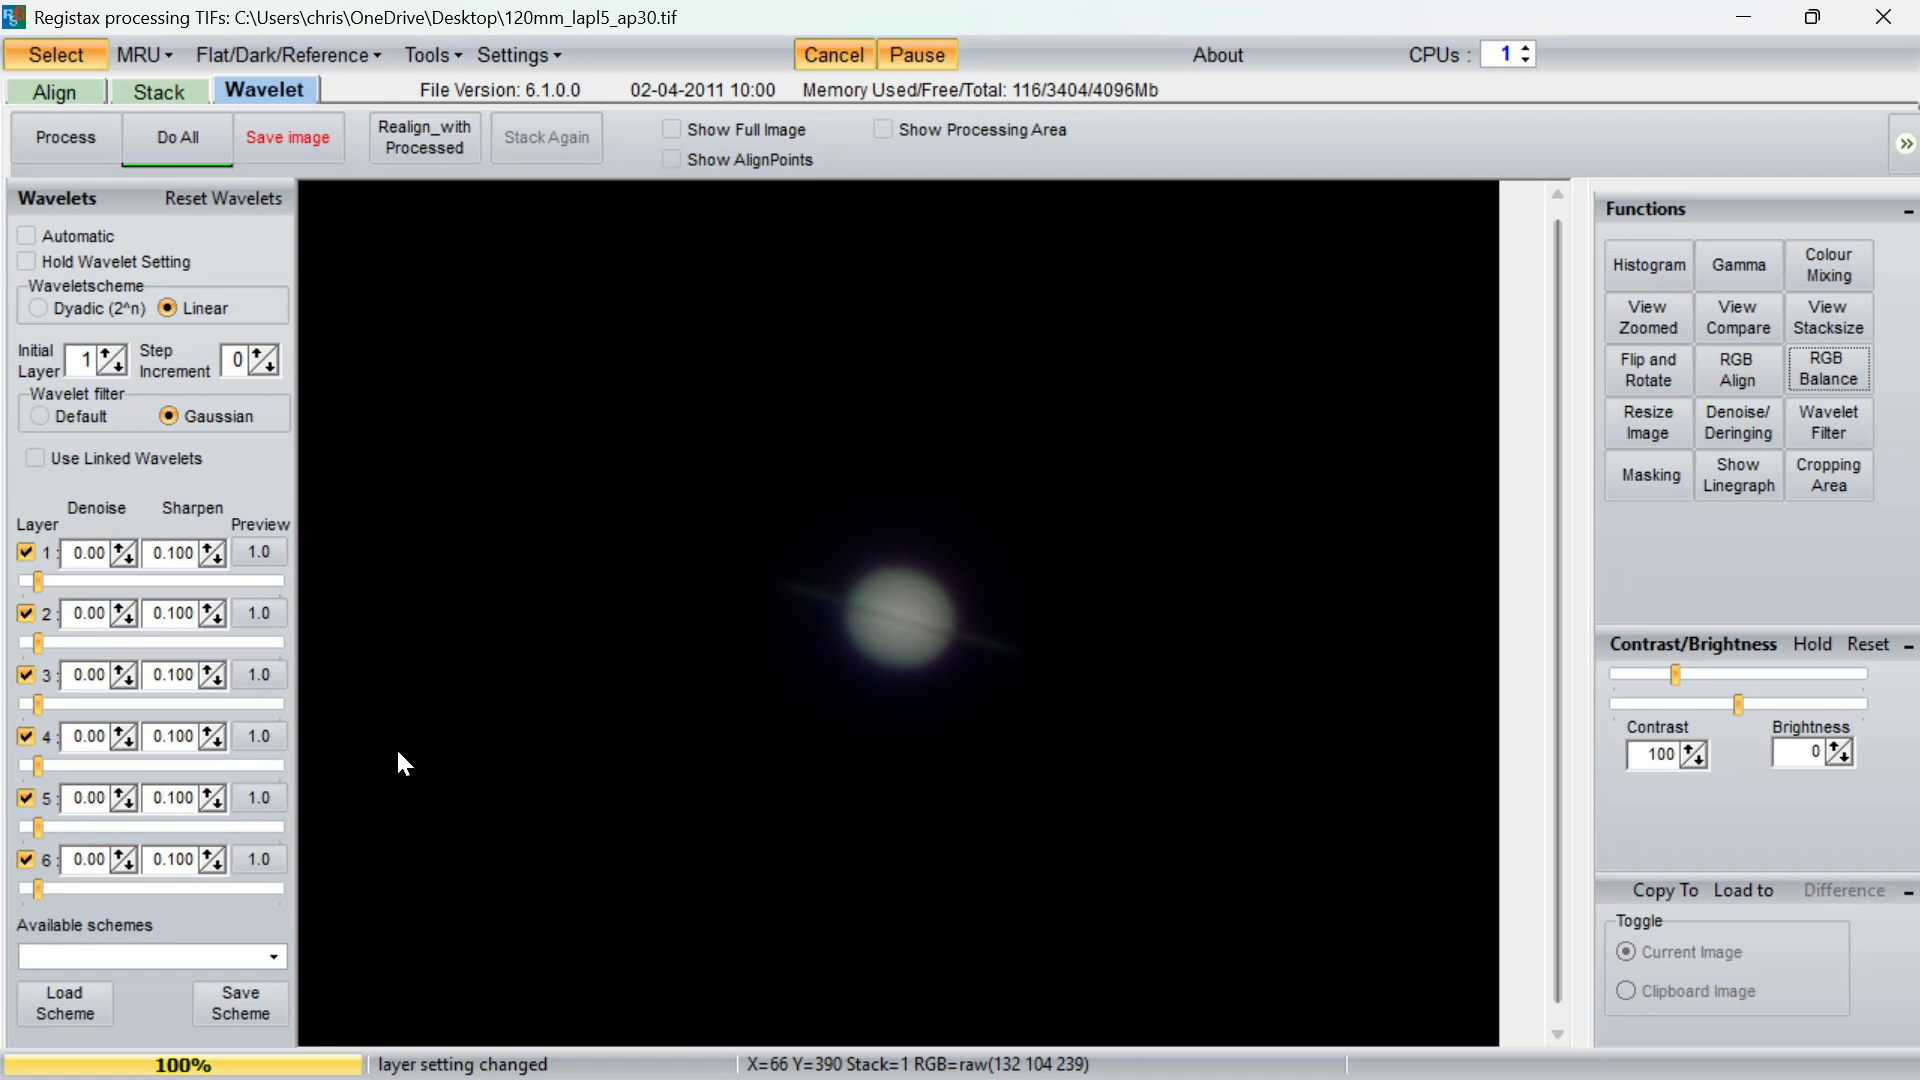 Registax processing TIFs: C:\Users\chris\OneDrive\Desktop\120mm_lapl5_ap30.tif
Select MRU Flat/Dark/Reference Tools Settings Cancel Pause About CPUs : 1
Align Stack Wavelet File Version: 6.1.0.0 02-04-2011 10:00 Memory Used/Free/Total: 116/3404/4096Mb
Process Do All Save image Realign_with Processed Stack Again
Show Full Image Show Processing Area
Show AlignPoints
Wavelets Reset Wavelets
Automatic
Hold Wavelet Setting
Waveletscheme
Dyadic (2^n) Linear
Initial Layer 1 Step Increment 0
Wavelet filter
Default Gaussian
Use Linked Wavelets
Denoise Sharpen
Layer Preview
1 : 0.00 0.100 1.0
2 : 0.00 0.100 1.0
3 : 0.00 0.100 1.0
4 : 0.00 0.100 1.0
5 : 0.00 0.100 1.0
6 : 0.00 0.100 1.0
Available schemes
Load Scheme Save Scheme
Functions
Histogram Gamma Colour Mixing
View Zoomed View Compare View Stacksize
Flip and Rotate RGB Align RGB Balance
Resize Image Denoise/ Deringing Wavelet Filter
Masking Show Linegraph Cropping Area
Contrast/Brightness Hold Reset
Contrast Brightness
100 0
Copy To Load to Difference
Toggle
Current Image
Clipboard Image
100% layer setting changed X=66 Y=390 Stack=1 RGB=raw(132 104 239)